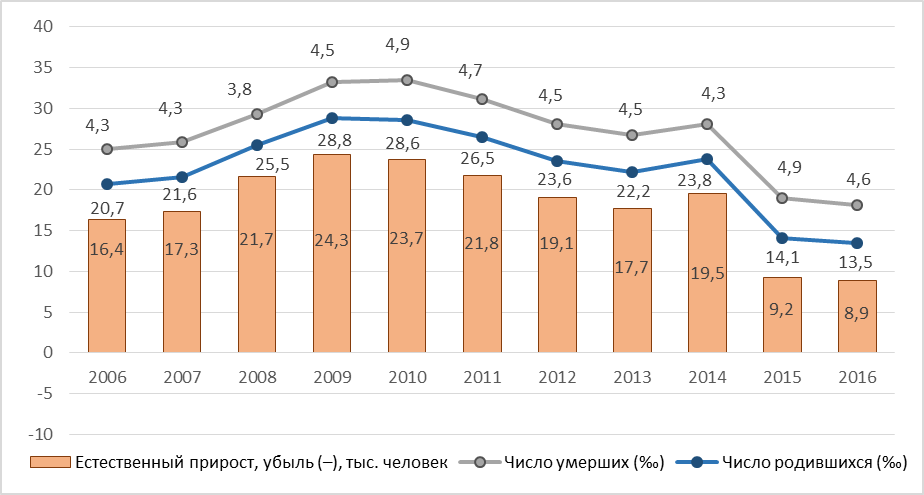 40
35
30
25
20
15
10
5
0
-5
-10
4,3 4,3 3,8 4,5 4,9 4,7 4,5 4,5 4,3 4,9 4,6
20,7 21,6 25,5 28,8 28,6 26,5 23,6 22,2 23,8 14,1 13,5
16,4 17,3 21,7 24,3 23,7 21,8 19,1 17,7 19,5 9,2 8,9
2006 2007 2008 2009 2010 2011 2012 2013 2014 2015 2016
Естественный прирост, убыль (–), тыс. человек Число умерших (‰) Число родившихся (‰)